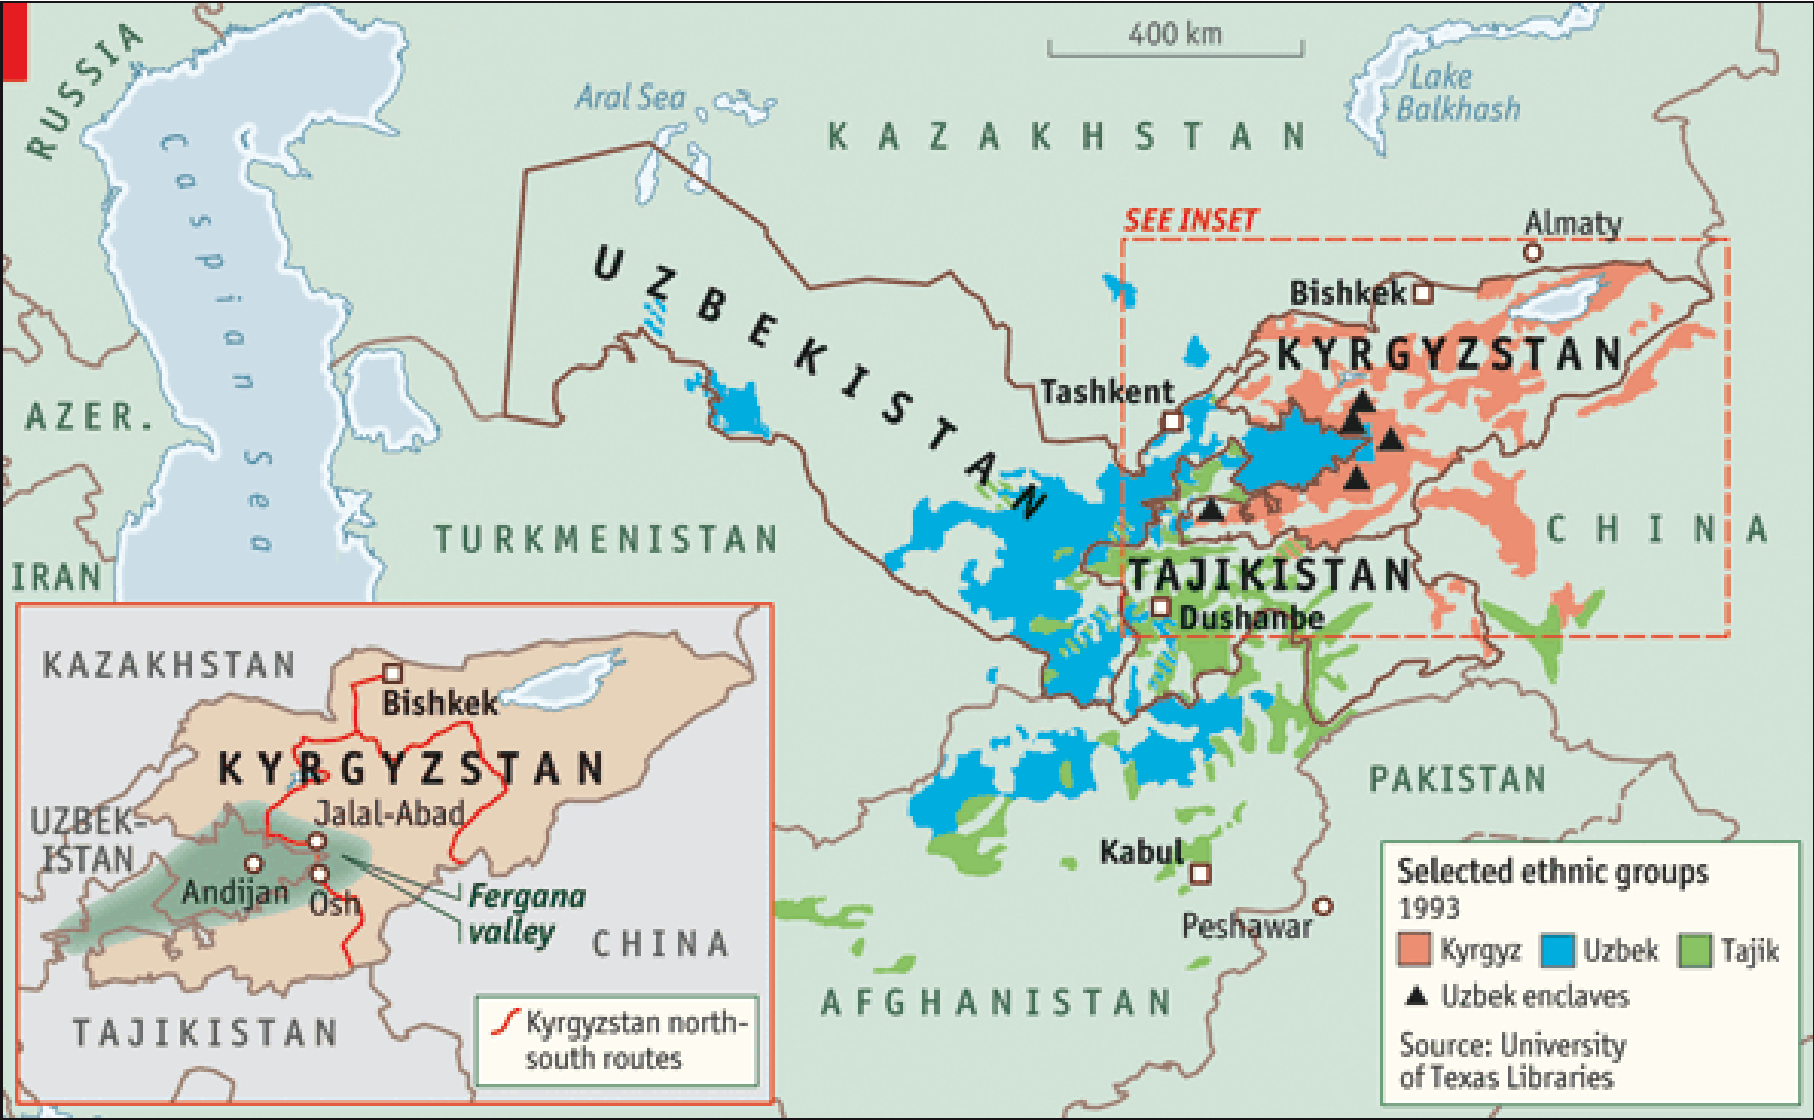 RUSSIA
Caspian Sea
Aral Sea
400 km
Lake
Balkhash
KAZAKHSTAN
SEE INSET
Almaty
Bishkek
UZBEKISTAN
KYRGYZSTAN
Tashkent
AZER.
TURKMENISTAN
CHINA
IRAN
TAJIKISTAN
Dushanbe
PAKISTAN
Kabul
Peshawar
AFGHANISTAN
KAZAKHSTAN
Bishkek
KYRGYZSTAN
UZBEK-
ISTAN
Jalal-Abad
Andijan
Osh
Fergana
valley
CHINA
TAJIKISTAN
Kyrgyzstan north-
south routes
Selected ethnic groups
1993
Kyrgyz Uzbek Tajik
Uzbek enclaves
Source: University
of Texas Libraries